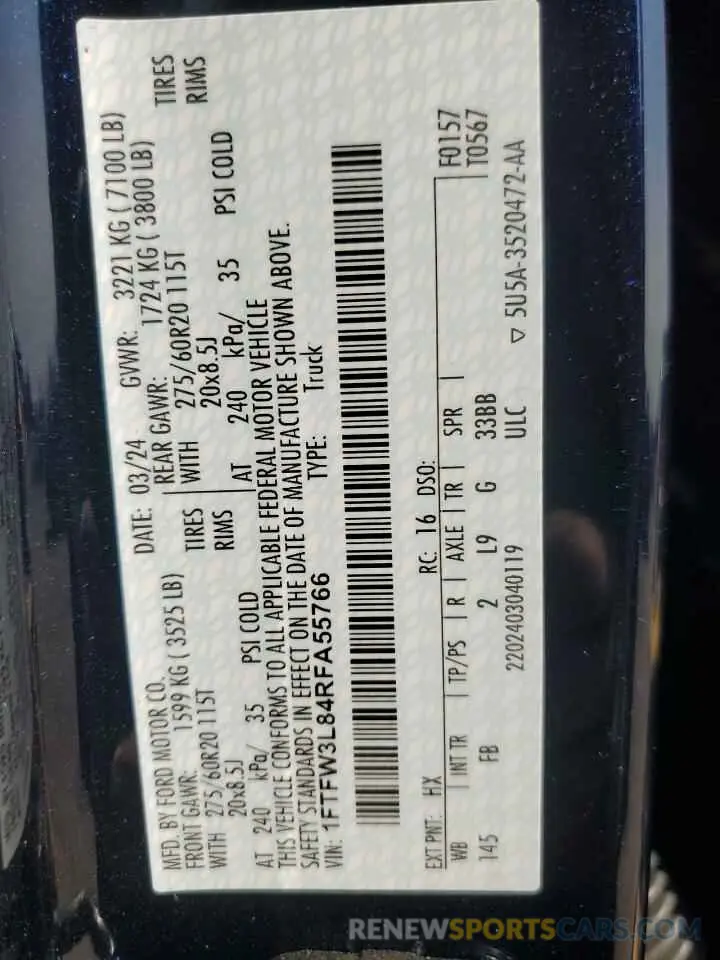 MFD. BY FORD MOTOR CO.
DATE: 03/24 GVWR: 3221 KG ( 7100 LB)
FRONT GAWR: 1599 KG ( 3525 LB)
REAR GAWR: 1724 KG ( 3800 LB)
WITH 275/60R20 115T TIRES
WITH 275/60R20 115T TIRES
20x8.5J RIMS
20x8.5J RIMS
AT 240 kPa/ 35 PSI COLD
AT 240 kPa/ 35 PSI COLD
THIS VEHICLE CONFORMS TO ALL APPLICABLE FEDERAL MOTOR VEHICLE
SAFETY STANDARDS IN EFFECT ON THE DATE OF MANUFACTURE SHOWN ABOVE.
VIN: 1FTFW3L84RFA55766 TYPE: Truck
EXT PNT: HX RC: 16 DSO: F0157
WB INT TR TP/PS R AXLE TR SPR T0567
145 FB 2 L9 G 33BB
2202403040119 ULC ▽ 5U5A-3520472-AA
RENEWSPORTSCARS.COM